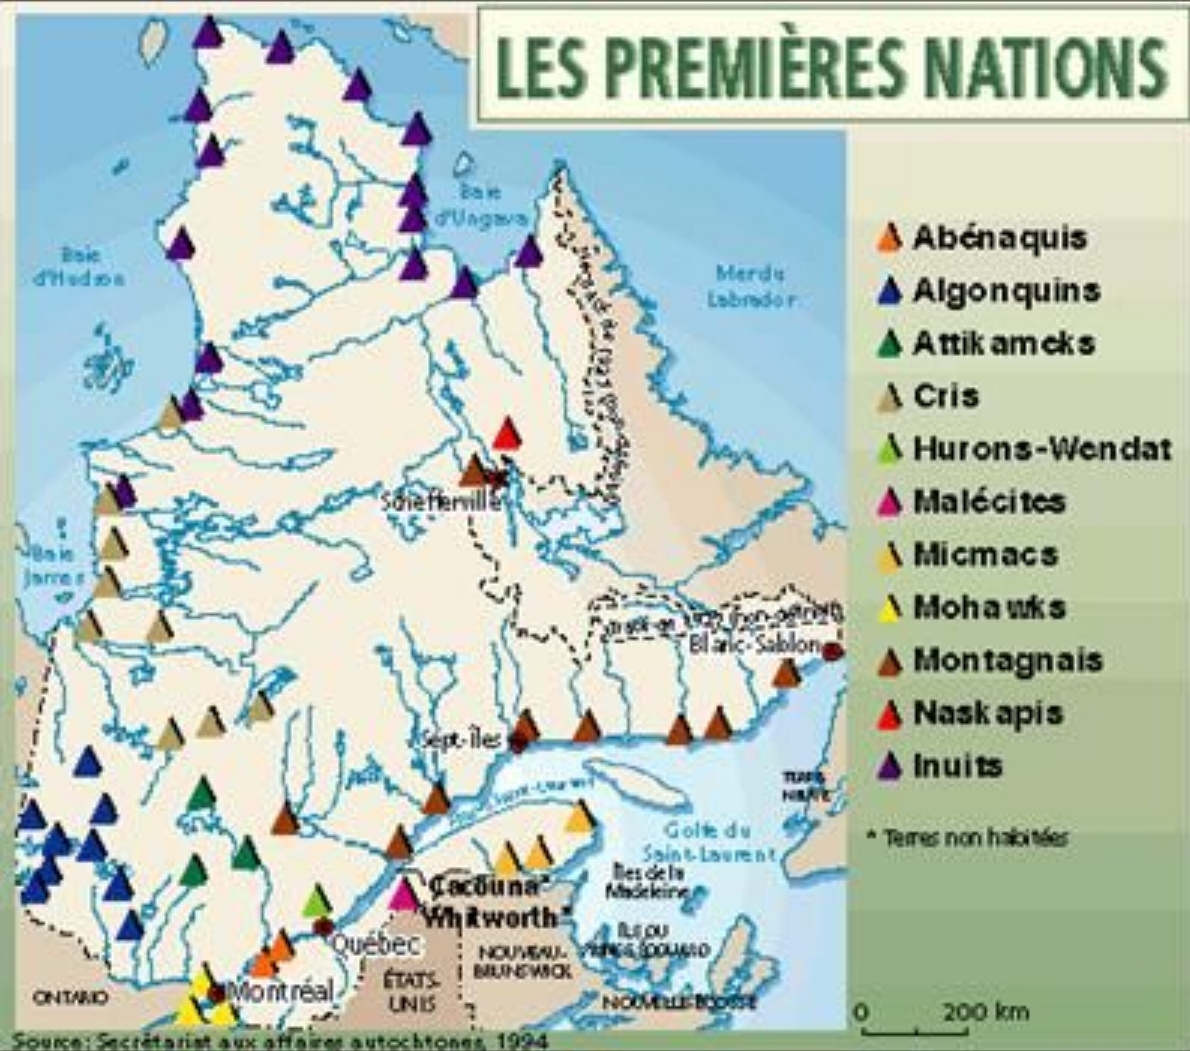 LES PREMIÈRES NATIONS
Baie
d'Ungava
Baie
d'Hudson
Mer du
Labrador
Abénaquis
Algonquins
Attikameks
Cris
Hurons-Wendat
Malécites
Micmacs
Mohawks
Montagnais
Naskapis
Inuits
* Terres non habitées
Schefferville
Baie
James
Blanc-Sablon
Sept-Îles
Golfe du
Saint-Laurent
Îles de la
Madeleine
Cacouna*
Whitworth*
Québec
NOUVEAU-
BRUNSWICK
ÉTATS-
UNIS
ONTARIO
Montréal
NOUVELLE-ÉCOSSE
0 200 km
Source: Secrétariat aux affaires autochtones, 1994